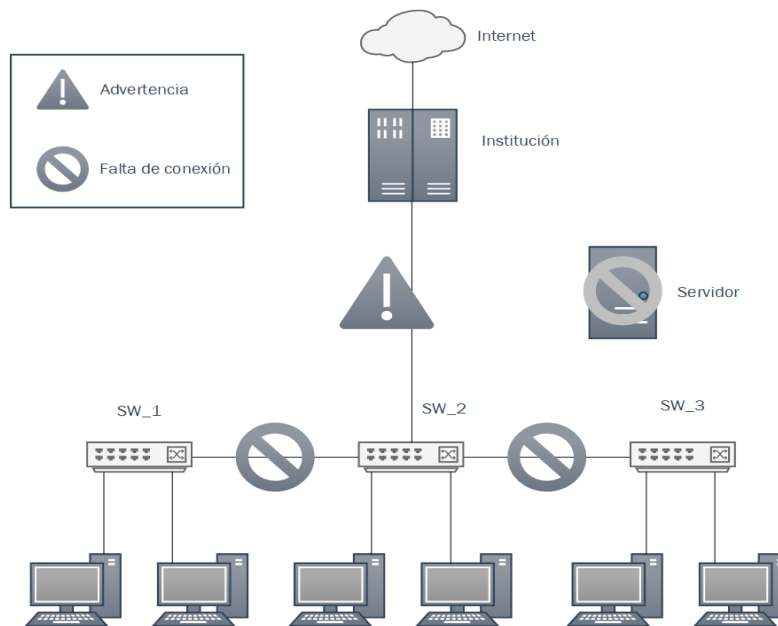 Internet
Advertencia
Institución
Falta de conexión
Servidor
SW_1
SW_2
SW_3